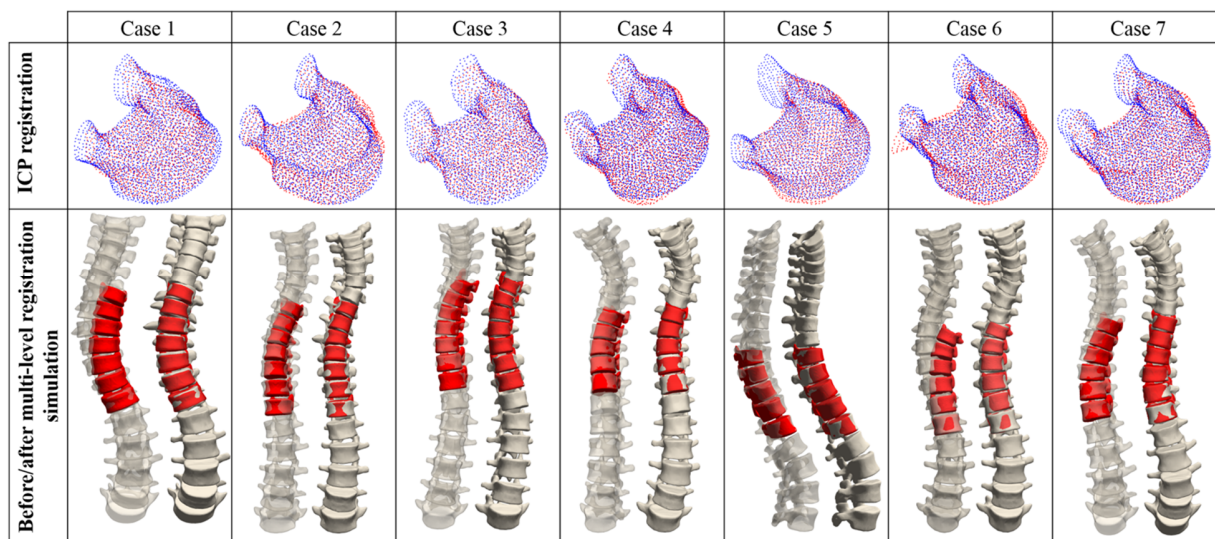 Case 1
Case 2
Case 3
Case 4
Case 5
Case 6
Case 7
ICP registration
Before/after multi-level registration
simulation